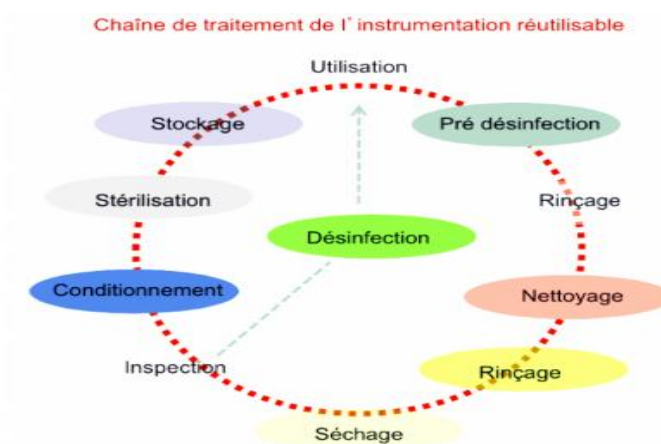 Chaîne de traitement de l' instrumentation réutilisable
Utilisation
Stockage
Pré désinfection
Stérilisation
Rinçage
Désinfection
Conditionnement
Nettoyage
Inspection
Rinçage
Séchage